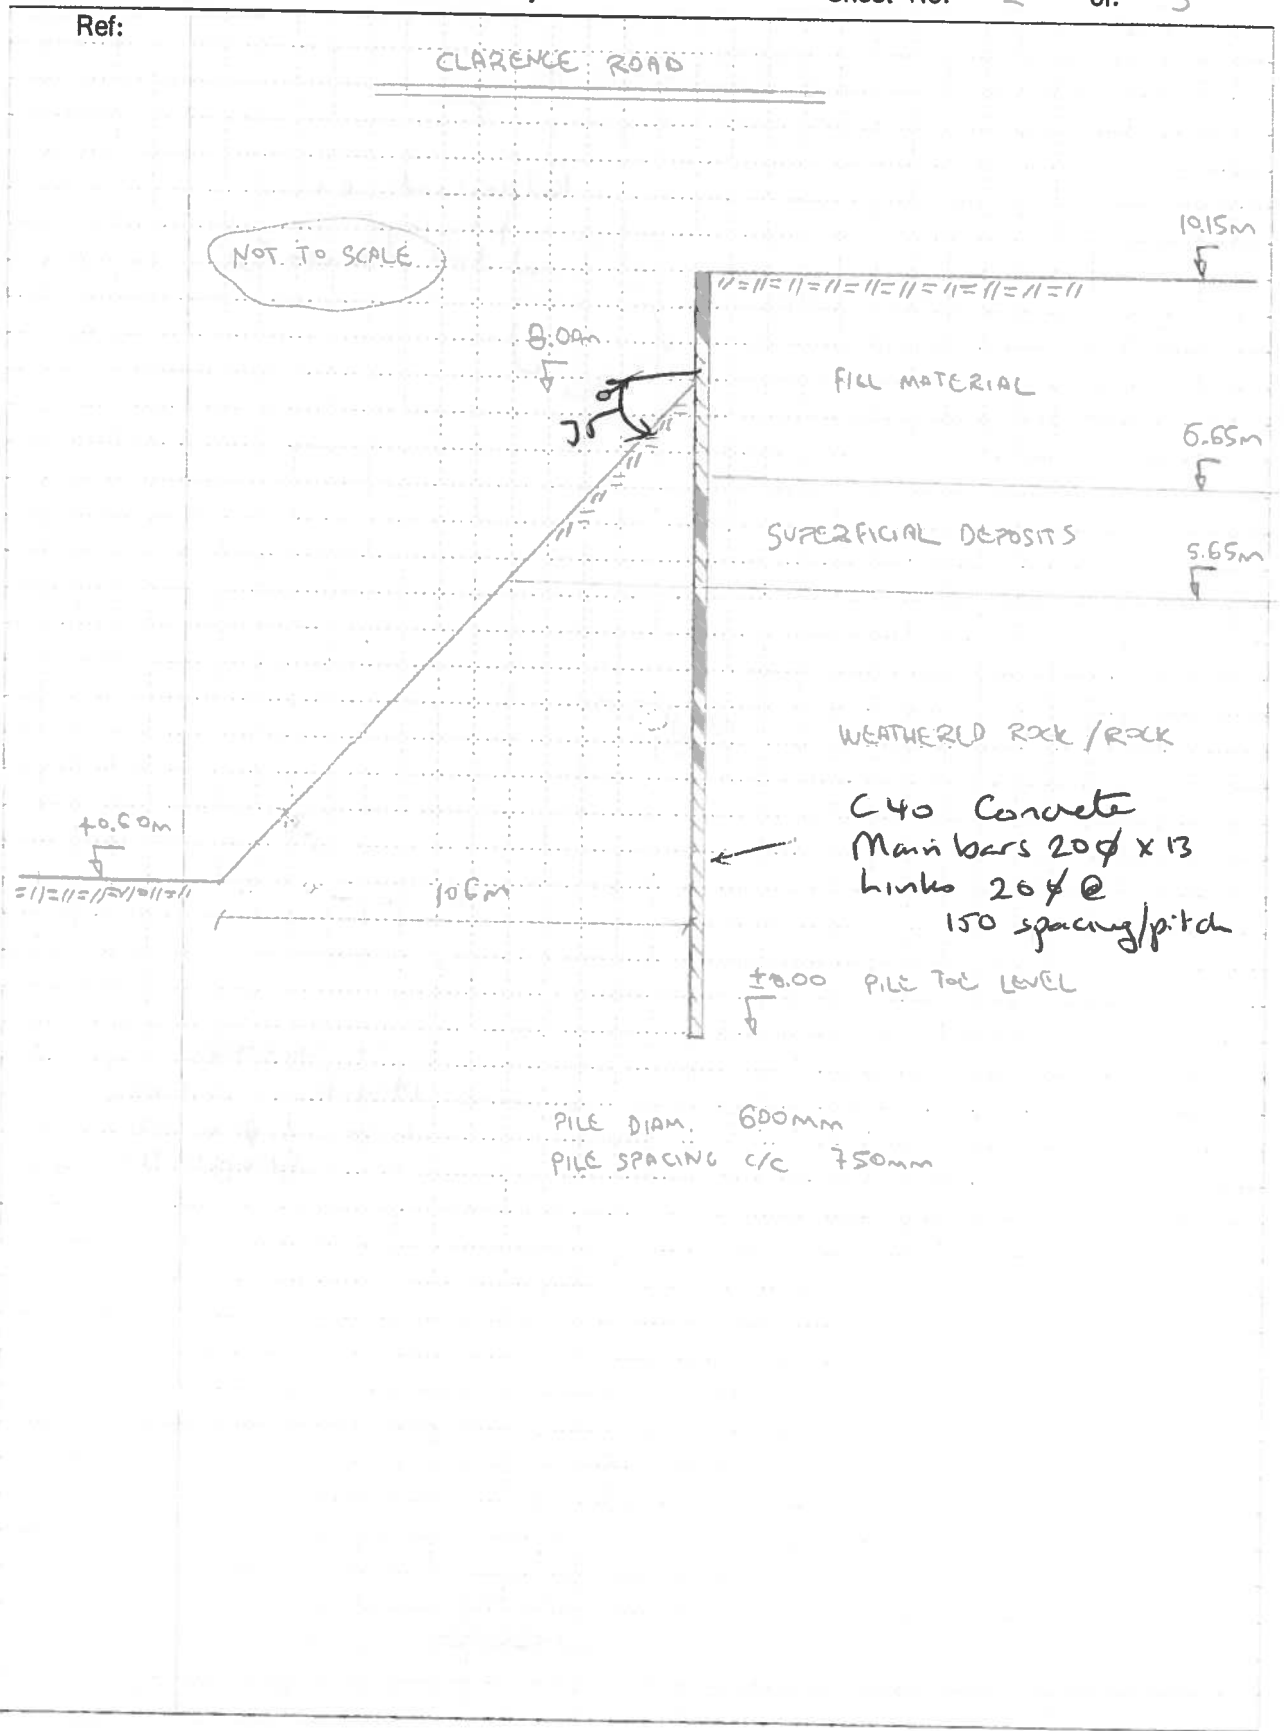 Ref:
CLARENCE ROAD
NOT TO SCALE
10.15m
8.00m
FILL MATERIAL
6.65m
SUPERFICIAL DEPOSITS
5.65m
WEATHERED ROCK / ROCK
C40 Concrete
Main bars 20φ x 13
Links 20φ @
150 spacing/pitch
+0.60m
10.6m
±0.00 PILE TOE LEVEL
PILE DIAM. 600mm
PILE SPACING c/c 750mm